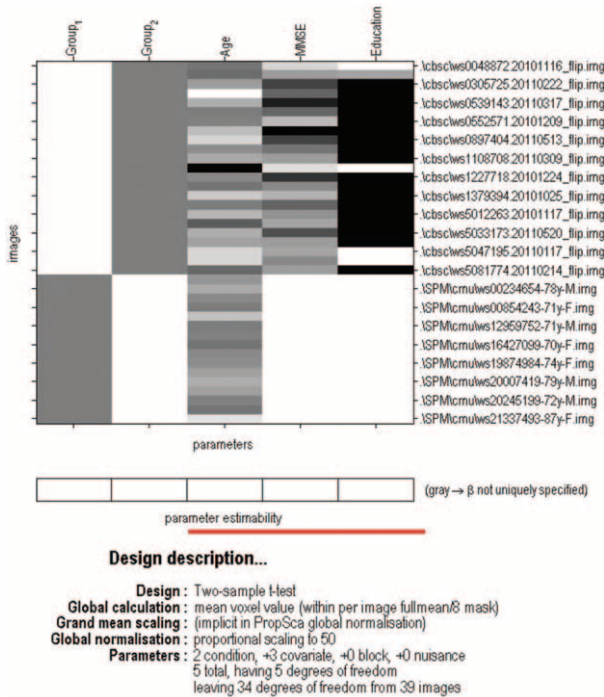 Group1
Group2
Age
MMSE
Education
images
.\cbsc\ws0048872.20101116_flip.img
.\cbsc\ws0305725.20110222_flip.img
.\cbsc\ws0539143.20110317_flip.img
.\cbsc\ws0552571.20101209_flip.img
.\cbsc\ws0897404.20110513_flip.img
.\cbsc\ws1108708.20110309_flip.img
.\cbsc\ws1227718.20101224_flip.img
.\cbsc\ws1379394.20101025_flip.img
.\cbsc\ws5012263.20101117_flip.img
.\cbsc\ws5033173.20110520_flip.img
.\cbsc\ws5047195.20110117_flip.img
.\cbsc\ws5081774.20110214_flip.img
.\SPM\cmu\ws00234654-78y-M.img
.\SPM\cmu\ws00854243-71y-F.img
.\SPM\cmu\ws12959752-71y-M.img
.\SPM\cmu\ws16427099-70y-F.img
.\SPM\cmu\ws19874984-74y-F.img
.\SPM\cmu\ws20007419-79y-M.img
.\SPM\cmu\ws20245199-72y-M.img
.\SPM\cmu\ws21337493-87y-F.img
parameters
(gray → β not uniquely specified)
parameter estimability
Design description...
Design : Two-sample t-test
Global calculation : mean voxel value (within per image fullmean/8 mask)
Grand mean scaling : (implicit in PropSca global normalisation)
Global normalisation : proportional scaling to 50
Parameters : 2 condition, +3 covariate, +0 block, +0 nuisance
5 total, having 5 degrees of freedom
leaving 34 degrees of freedom from 39 images